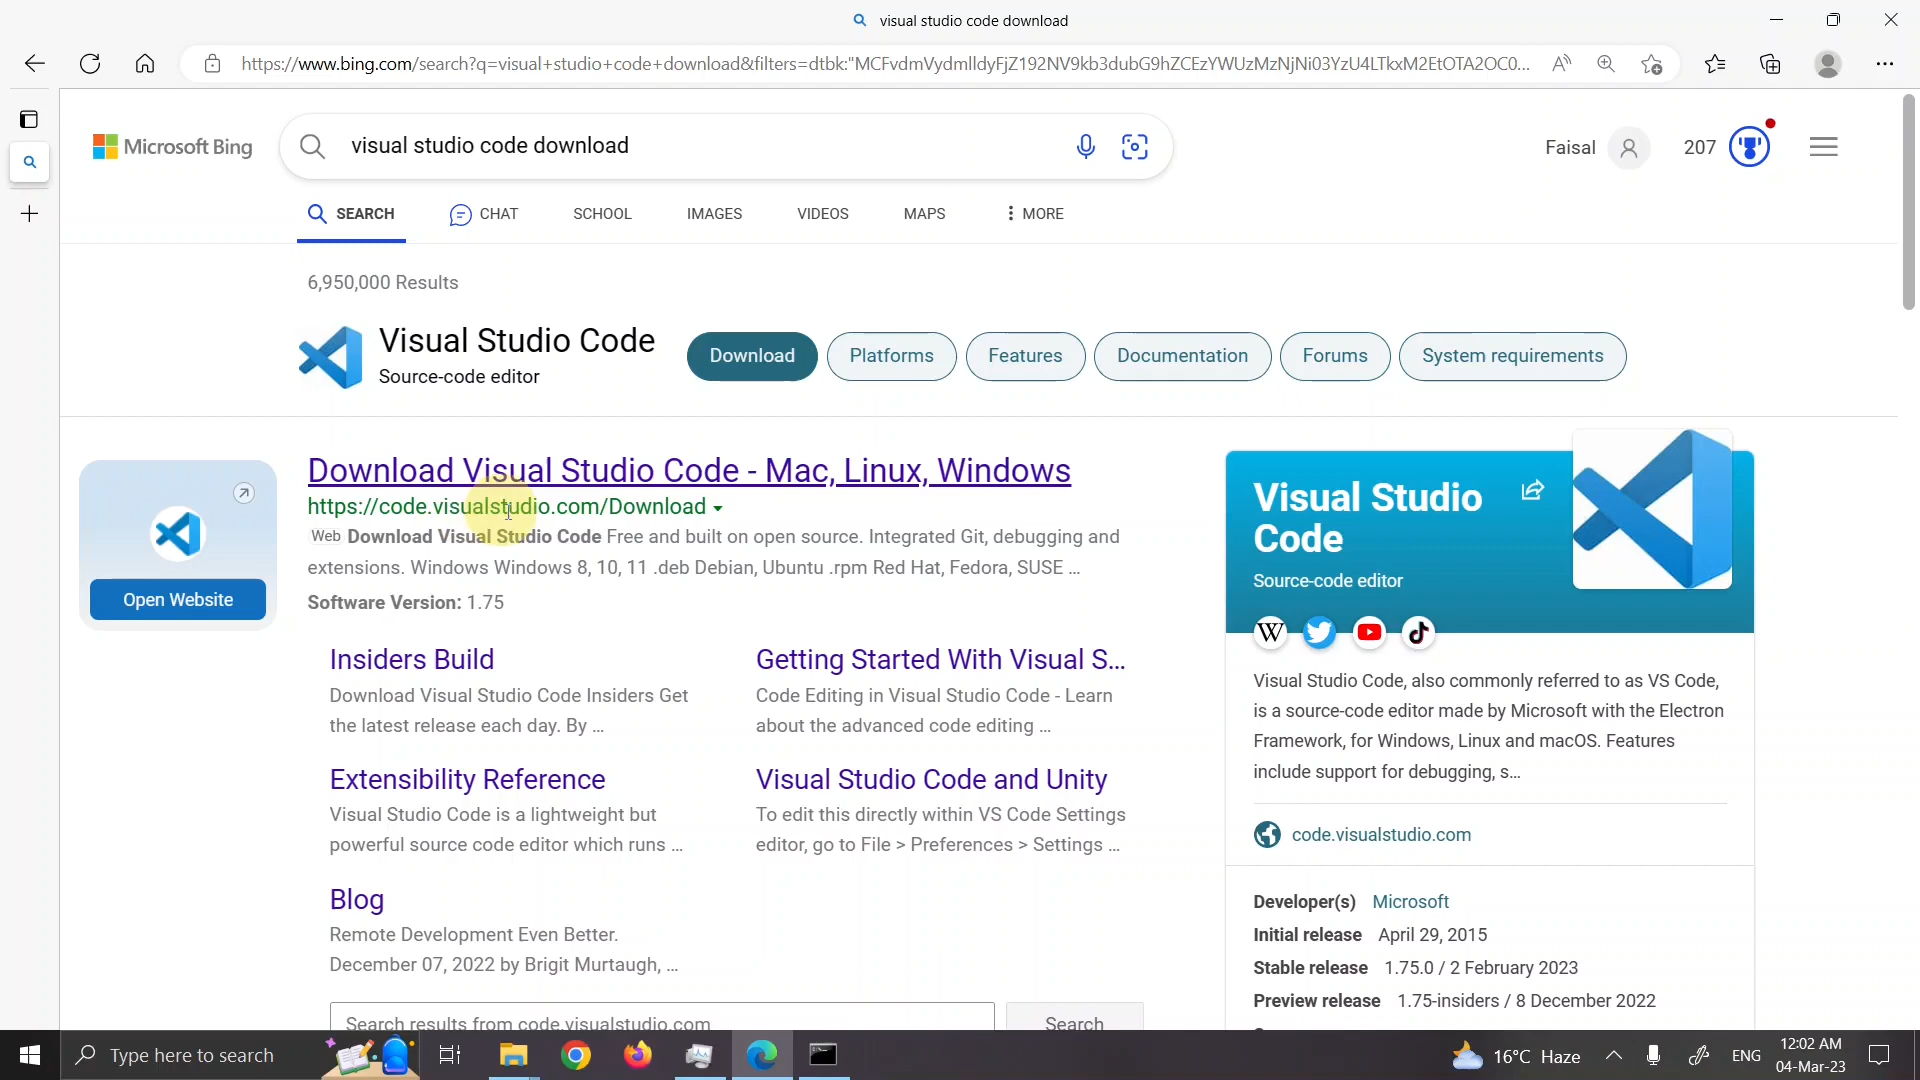 visual studio code download
https://www.bing.com/search?q=visual+studio+code+download&filters=dtbk:"MCFvdmVydmlldyFjZ192NV9kb3dubG9hZCEzYWUzMzNjNi03YzU4LTkxM2EtOTA2OC0...
Microsoft Bing
visual studio code download
Faisal
207
SEARCH CHAT SCHOOL IMAGES VIDEOS MAPS MORE
6,950,000 Results
Visual Studio Code
Source-code editor
Download Platforms Features Documentation Forums System requirements
Open Website
Download Visual Studio Code - Mac, Linux, Windows
https://code.visualstudio.com/Download
Web Download Visual Studio Code Free and built on open source. Integrated Git, debugging and
extensions. Windows Windows 8, 10, 11 .deb Debian, Ubuntu .rpm Red Hat, Fedora, SUSE ...
Software Version: 1.75
Insiders Build
Download Visual Studio Code Insiders Get
the latest release each day. By ...
Getting Started With Visual S...
Code Editing in Visual Studio Code - Learn
about the advanced code editing ...
Extensibility Reference
Visual Studio Code is a lightweight but
powerful source code editor which runs ...
Visual Studio Code and Unity
To edit this directly within VS Code Settings
editor, go to File > Preferences > Settings ...
Blog
Remote Development Even Better.
December 07, 2022 by Brigit Murtaugh, ...
Search results from code.visualstudio.com
Search
Visual Studio
Code
Source-code editor
W
Visual Studio Code, also commonly referred to as VS Code,
is a source-code editor made by Microsoft with the Electron
Framework, for Windows, Linux and macOS. Features
include support for debugging, s...
code.visualstudio.com
Developer(s) Microsoft
Initial release April 29, 2015
Stable release 1.75.0 / 2 February 2023
Preview release 1.75-insiders / 8 December 2022
Type here to search
16°C Haze
ENG
12:02 AM
04-Mar-23